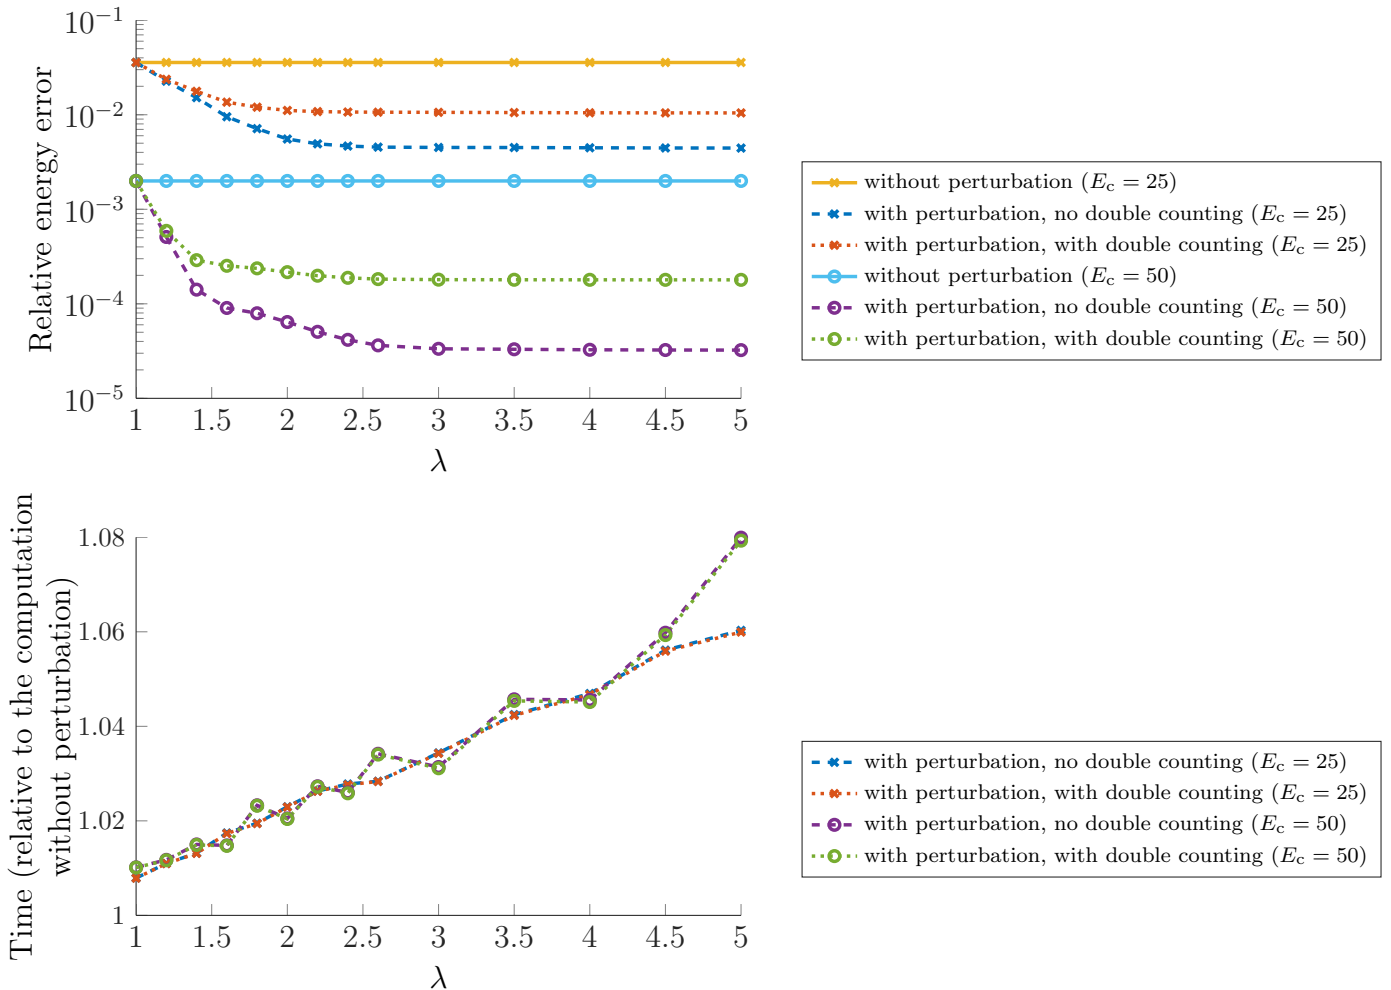 10⁻¹
10⁻²
10⁻³
10⁻⁴
10⁻⁵
Relative energy error
1 1.5 2 2.5 3 3.5 4 4.5 5
λ
without perturbation (E_c = 25)
with perturbation, no double counting (E_c = 25)
with perturbation, with double counting (E_c = 25)
without perturbation (E_c = 50)
with perturbation, no double counting (E_c = 50)
with perturbation, with double counting (E_c = 50)
Time (relative to the computation
without perturbation)
1.08
1.06
1.04
1.02
1
1 1.5 2 2.5 3 3.5 4 4.5 5
λ
with perturbation, no double counting (E_c = 25)
with perturbation, with double counting (E_c = 25)
with perturbation, no double counting (E_c = 50)
with perturbation, with double counting (E_c = 50)